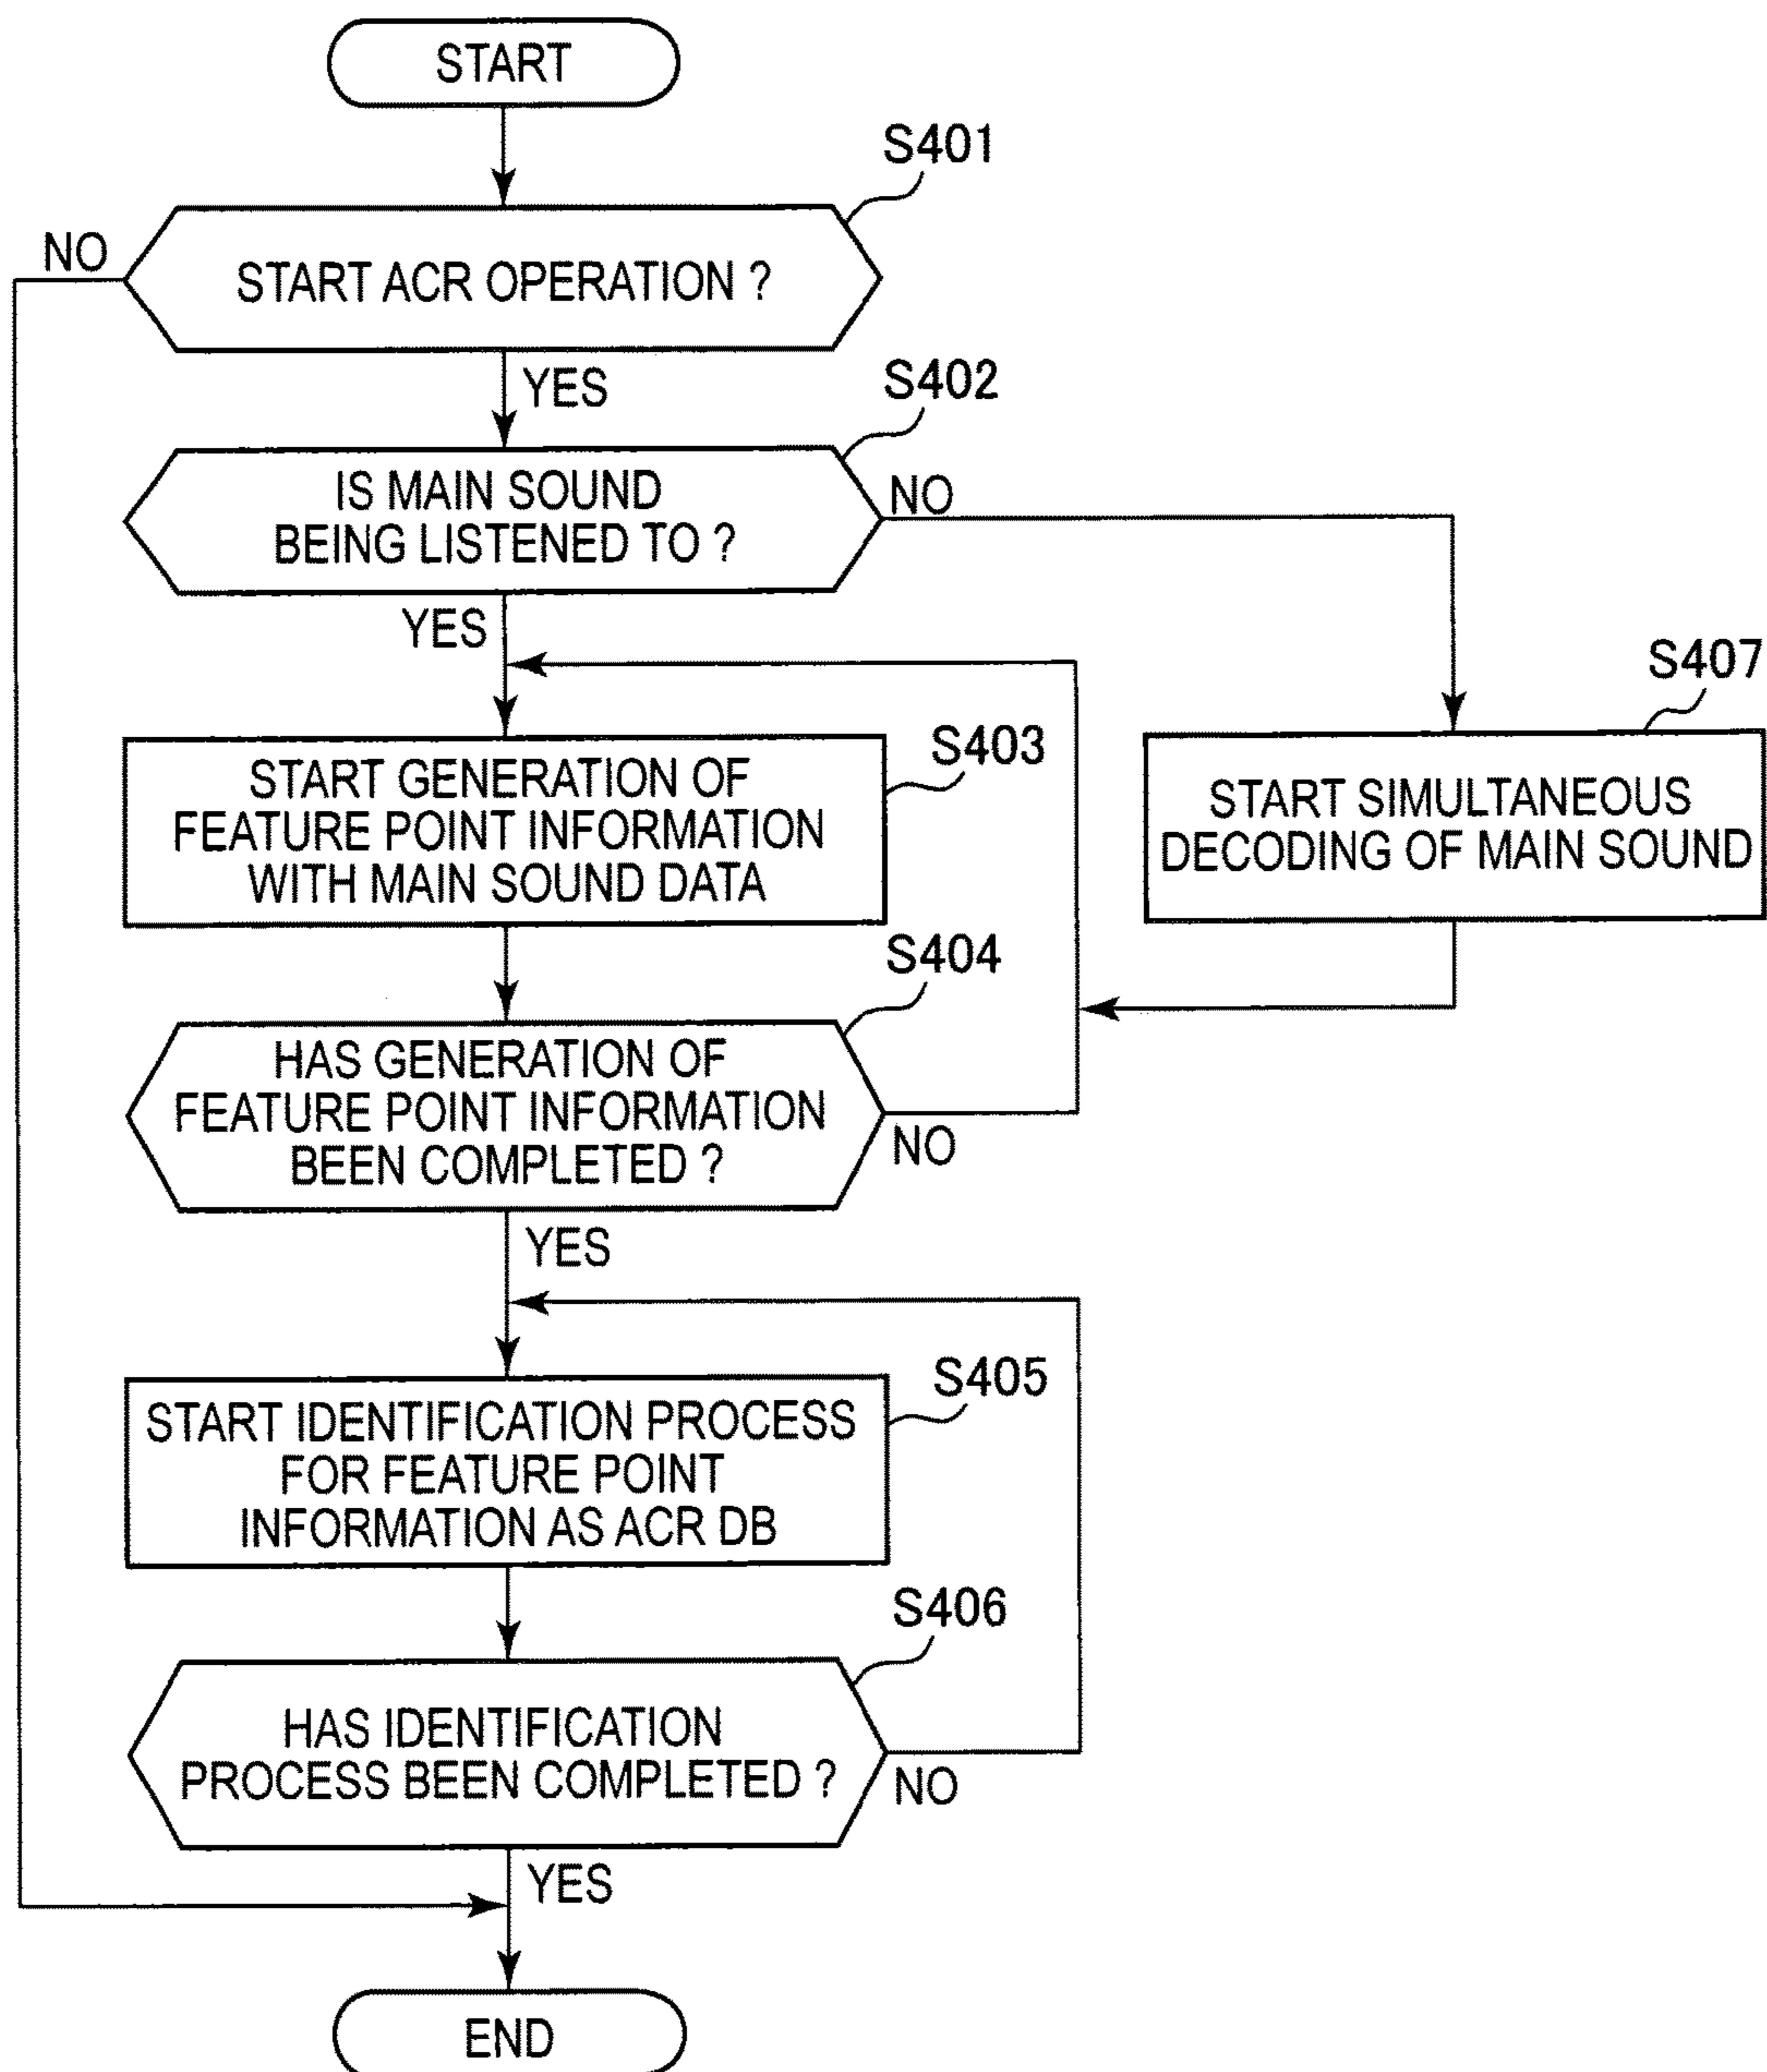 START
S401
NO
START ACR OPERATION ?
YES
S402
IS MAIN SOUND
BEING LISTENED TO ?
NO
YES
S407
START SIMULTANEOUS
DECODING OF MAIN SOUND
S403
START GENERATION OF
FEATURE POINT INFORMATION
WITH MAIN SOUND DATA
S404
HAS GENERATION OF
FEATURE POINT INFORMATION
BEEN COMPLETED ?
NO
YES
S405
START IDENTIFICATION PROCESS
FOR FEATURE POINT
INFORMATION AS ACR DB
S406
HAS IDENTIFICATION
PROCESS BEEN COMPLETED ?
NO
YES
END